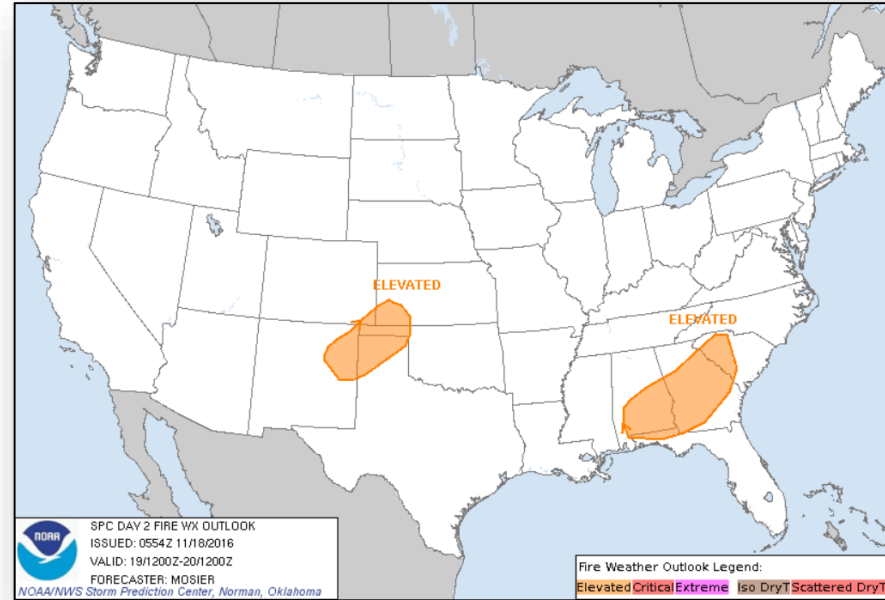 ELEVATED
ELEVATED
NOAA
SPC DAY 2 FIRE WX OUTLOOK
ISSUED: 0554Z 11/18/2016
VALID: 19/1200Z-20/1200Z
FORECASTER: MOSIER
NOAA/NWS Storm Prediction Center, Norman, Oklahoma
Fire Weather Outlook Legend:
Elevated Critical Extreme Iso DryT Scattered DryT